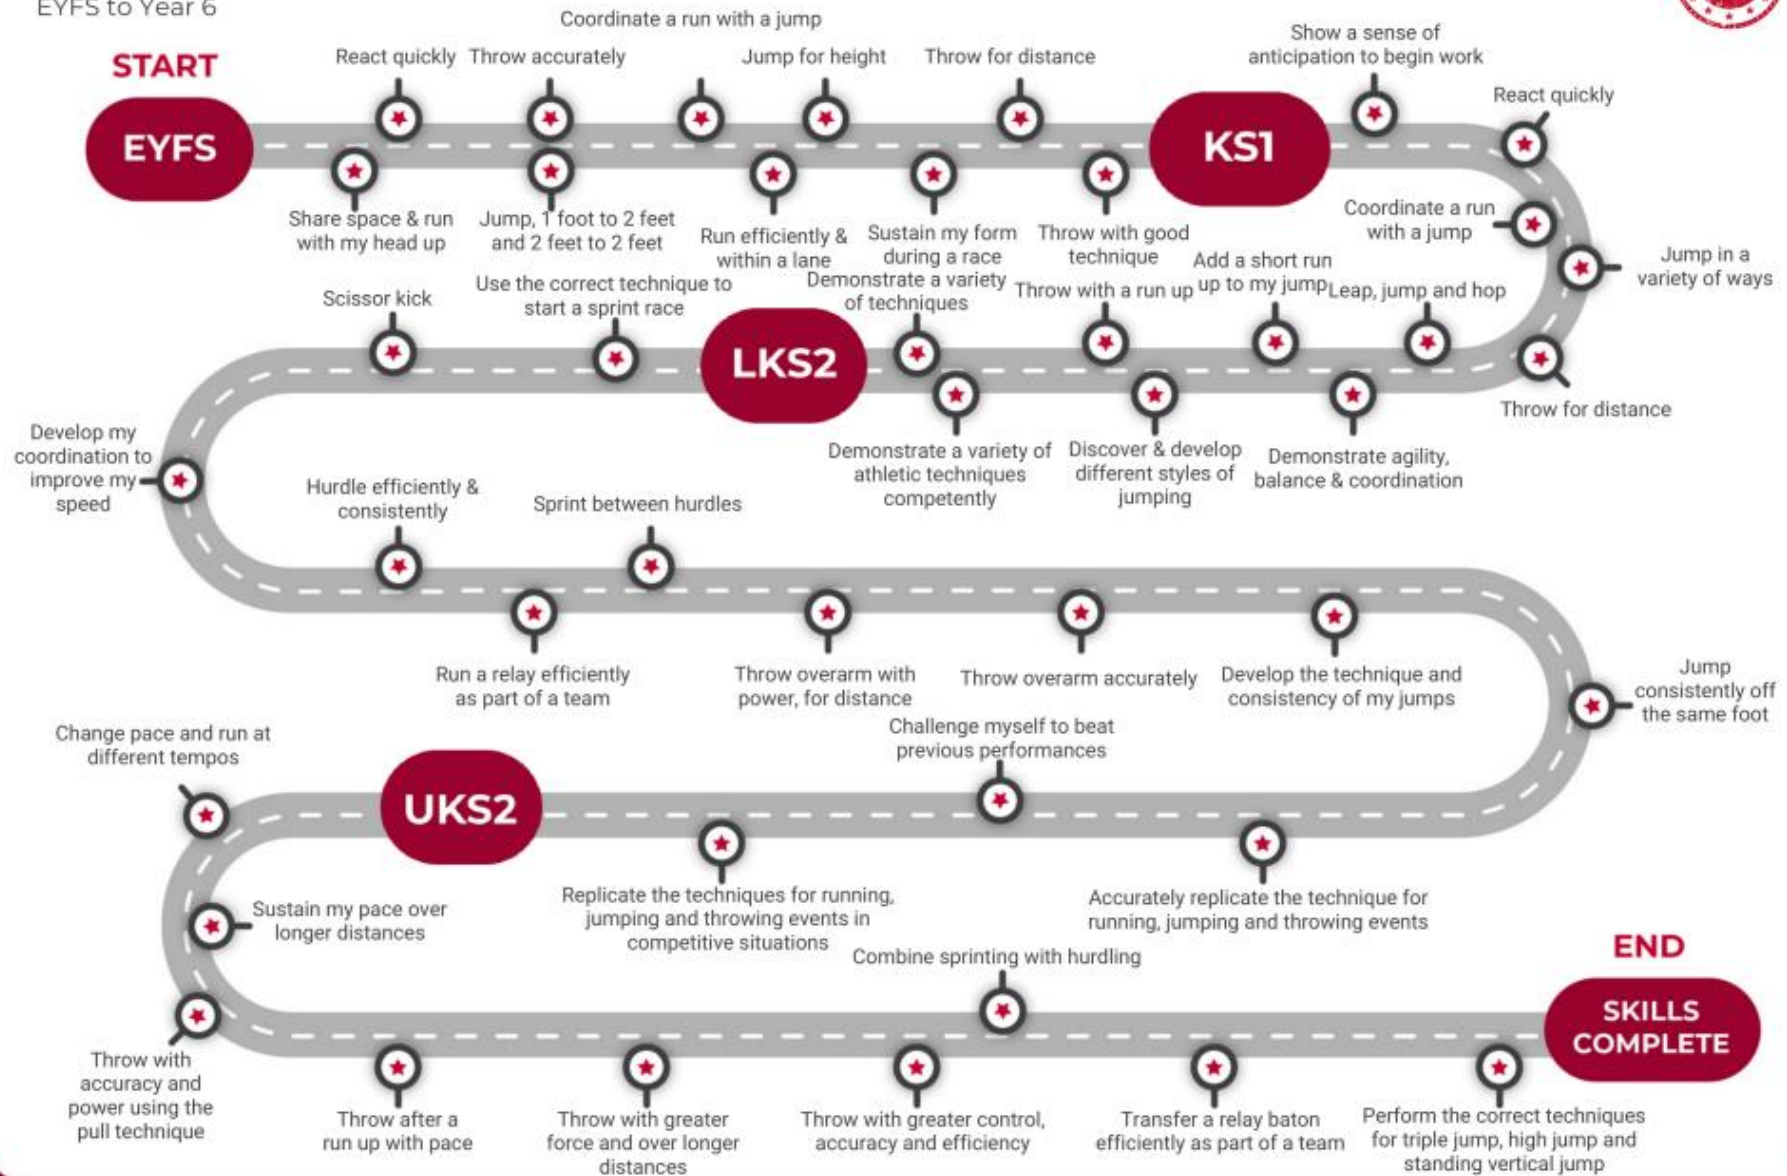 EYFS to Year 6
START
EYFS
React quickly
Throw accurately
Coordinate a run with a jump
Jump for height
Throw for distance
Share space & run
with my head up
Jump, 1 foot to 2 feet
and 2 feet to 2 feet
Run efficiently &
within a lane
Sustain my form
during a race
Throw with good
technique
KS1
Show a sense of
anticipation to begin work
React quickly
Coordinate a run
with a jump
Jump in a
variety of ways
Throw for distance
Leap, jump and hop
Demonstrate agility,
balance & coordination
Add a short run
up to my jump
Discover & develop
different styles of
jumping
Throw with a run up
Demonstrate a variety of
athletic techniques
competently
Demonstrate a variety
of techniques
LKS2
Use the correct technique to
start a sprint race
Scissor kick
Develop my
coordination to
improve my
speed
Hurdle efficiently &
consistently
Run a relay efficiently
as part of a team
Sprint between hurdles
Throw overarm with
power, for distance
Throw overarm accurately
Develop the technique and
consistency of my jumps
Jump
consistently off
the same foot
Accurately replicate the technique for
running, jumping and throwing events
Challenge myself to beat
previous performances
Replicate the techniques for running,
jumping and throwing events in
competitive situations
UKS2
Change pace and run at
different tempos
Sustain my pace over
longer distances
Throw with
accuracy and
power using the
pull technique
Throw after a
run up with pace
Throw with greater
force and over longer
distances
Throw with greater control,
accuracy and efficiency
Combine sprinting with hurdling
Transfer a relay baton
efficiently as part of a team
Perform the correct techniques
for triple jump, high jump and
standing vertical jump
END
SKILLS
COMPLETE